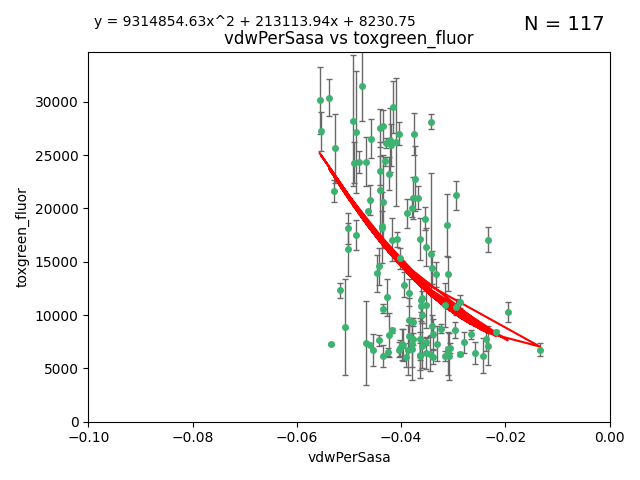 y = 9314854.63x^2 + 213113.94x + 8230.75
N = 117
vdwPerSasa vs toxgreen_fluor
30000
25000
20000
15000
10000
5000
0
toxgreen_fluor
−0.10 −0.08 −0.06 −0.04 −0.02 0.00
vdwPerSasa